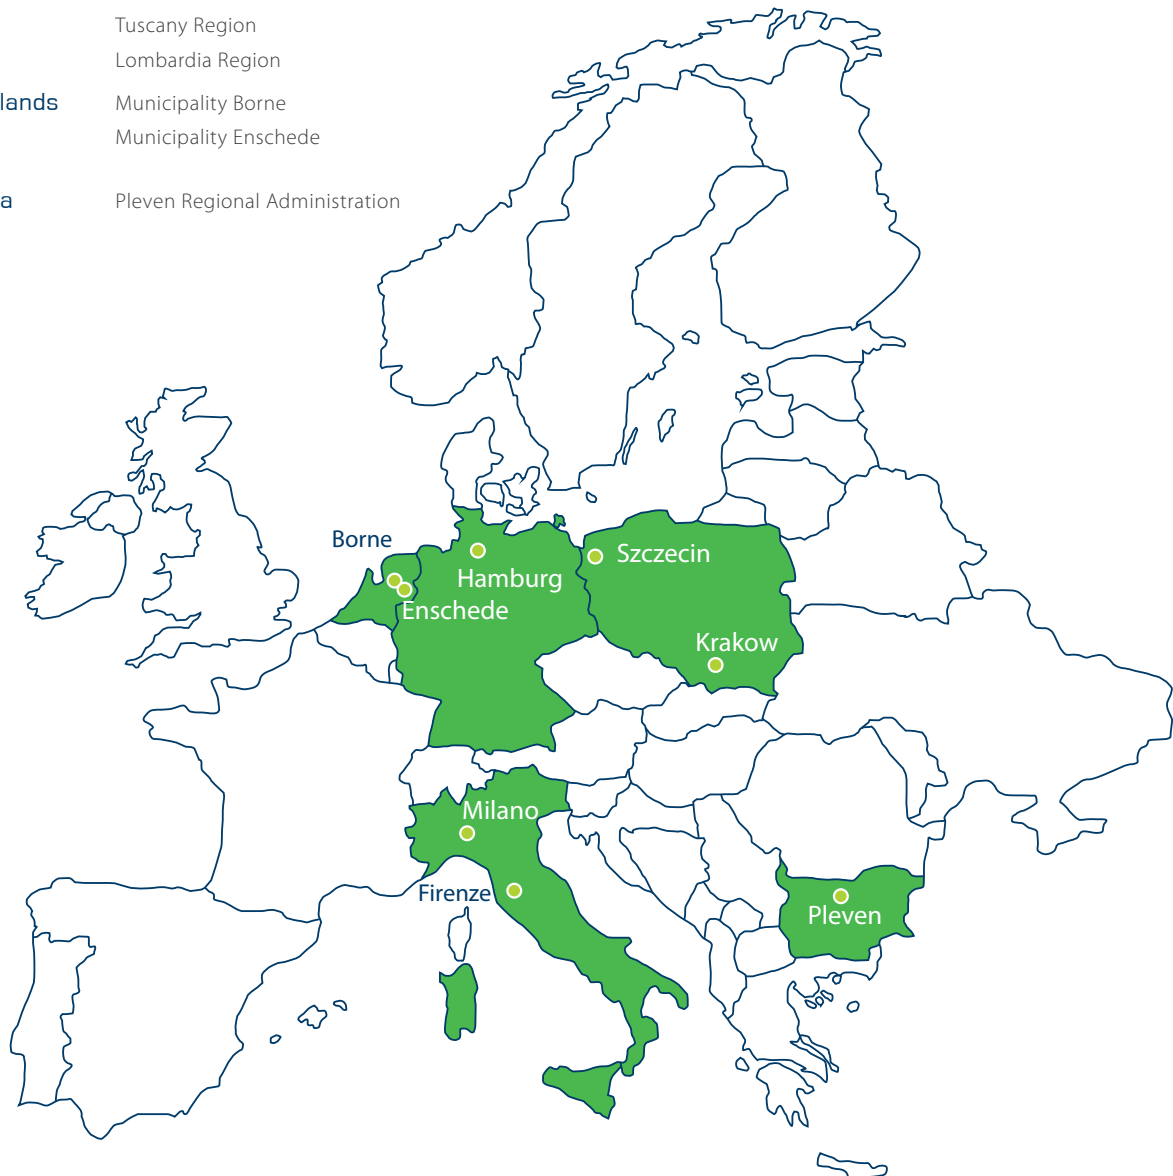 Tuscany Region
Lombardia Region
lands Municipality Borne
Municipality Enschede
a Pleven Regional Administration
Borne
Szczecin
Hamburg
Enschede
Krakow
Milano
Firenze
Pleven